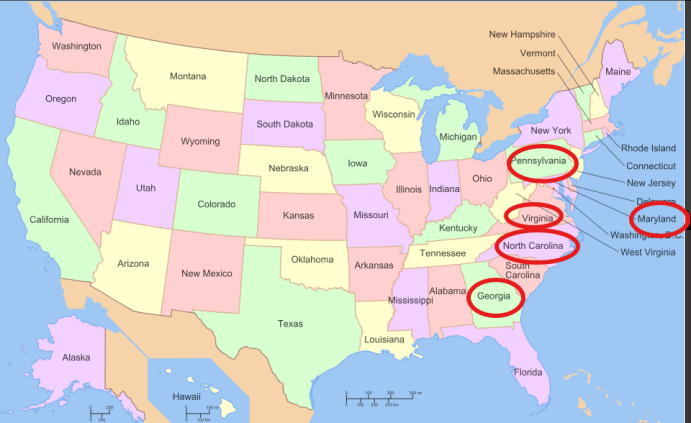 New Hampshire
Vermont
Massachusetts
Washington
Montana
North Dakota
Minnesota
Maine
Oregon
Idaho
Wyoming
South Dakota
Wisconsin
Michigan
New York
Rhode Island
Connecticut
New Jersey
Delaware
Maryland
Washington, D.C.
West Virginia
Nevada
Utah
Colorado
Nebraska
Iowa
Illinois
Indiana
Ohio
Pennsylvania
California
Kansas
Missouri
Kentucky
Virginia
Arizona
New Mexico
Oklahoma
Arkansas
Tennessee
North Carolina
South
Carolina
Texas
Louisiana
Mississippi
Alabama
Georgia
Florida
Alaska
Hawaii